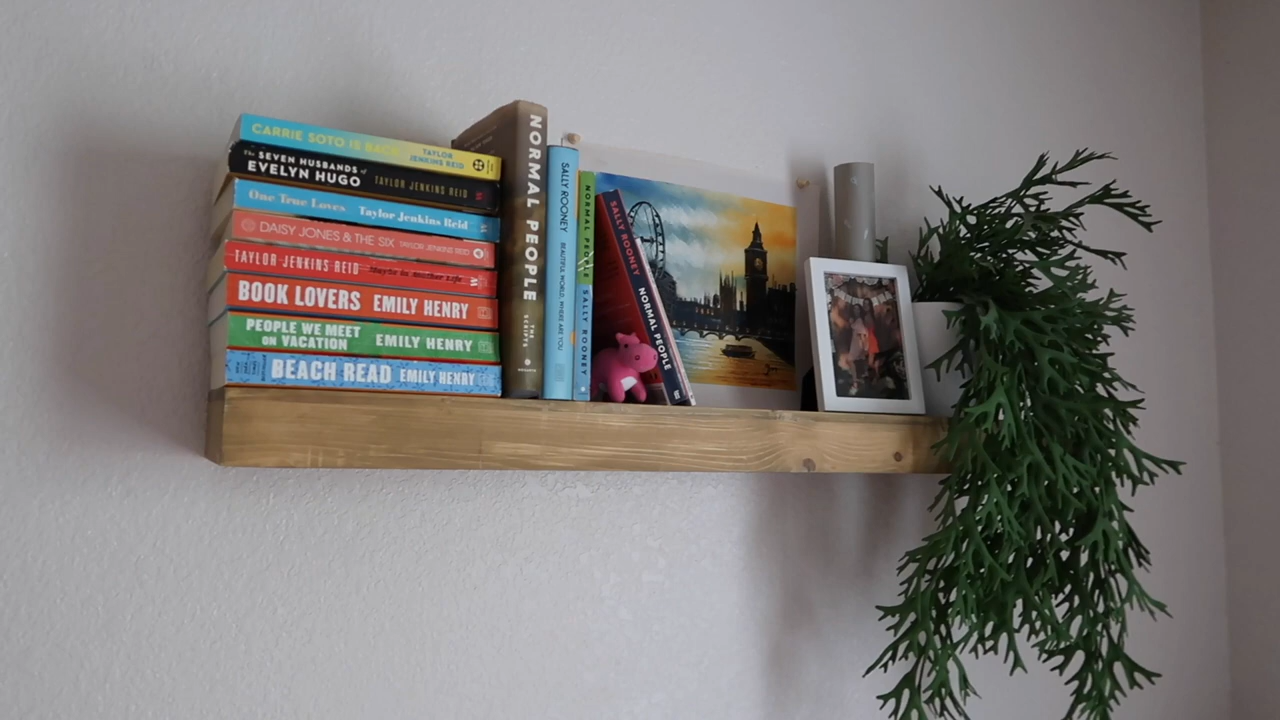 CARRIE SOTO IS BACK
TAYLOR
JENKINS REID
The SEVEN HUSBANDS of
EVELYN HUGO
TAYLOR JENKINS REID
One True Loves
Taylor Jenkins Reid
DAISY JONES & THE SIX
TAYLOR JENKINS REID
TAYLOR JENKINS REID
Maybe in Another Life
BOOK LOVERS
EMILY HENRY
PEOPLE WE MEET
ON VACATION
EMILY HENRY
BEACH READ
EMILY HENRY
NORMAL PEOPLE
THE
SCRIPTS
SALLY ROONEY
BEAUTIFUL WORLD, WHERE ARE YOU
NORMAL PEOPLE
SALLY ROONEY
SALLY ROONEY
NORMAL PEOPLE